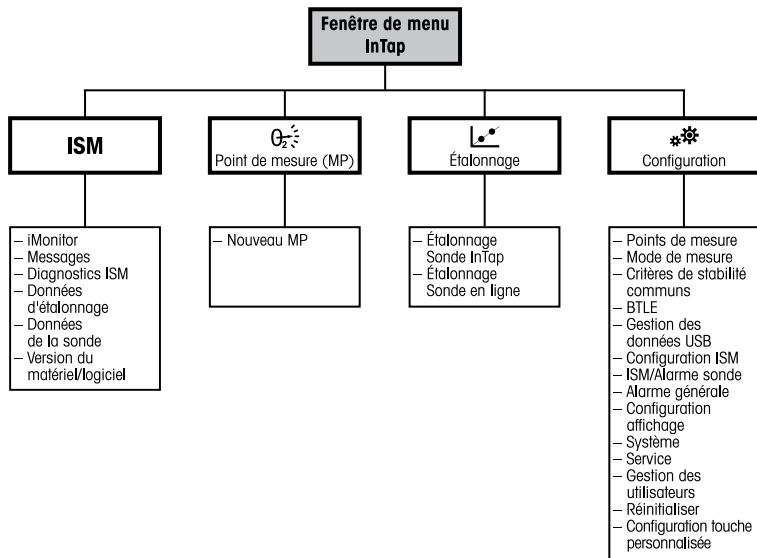 Fenêtre de menu
InTap
ISM
O₂
Point de mesure (MP)
Étalonnage
Configuration
– iMonitor
– Messages
– Diagnostics ISM
– Données
d'étalonnage
– Données
de la sonde
– Version du
matériel/logiciel
– Nouveau MP
– Étalonnage
Sonde InTap
– Étalonnage
Sonde en ligne
– Points de mesure
– Mode de mesure
– Critères de stabilité
communs
– BTLE
– Gestion des
données USB
– Configuration ISM
– ISM/Alarme sonde
– Alarme générale
– Configuration
affichage
– Système
– Service
– Gestion des
utilisateurs
– Réinitialiser
– Configuration touche
personnalisée